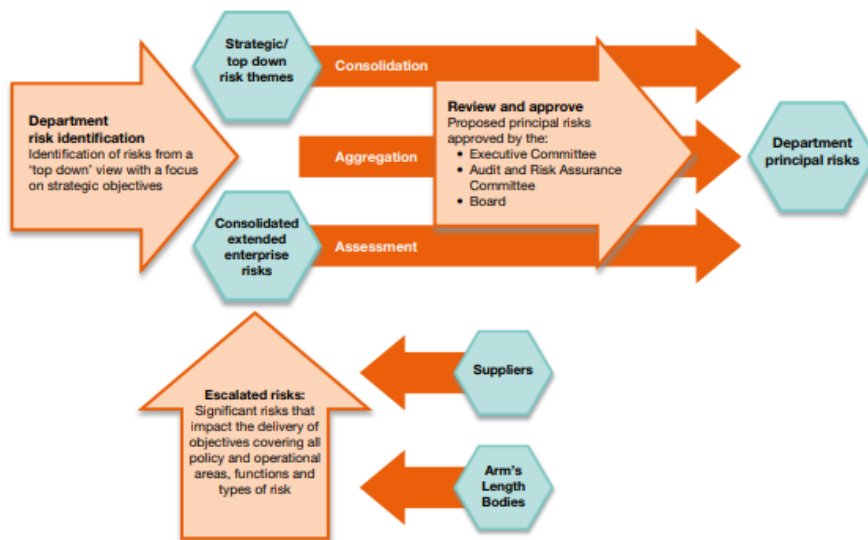 Strategic/
top down
risk themes
Consolidation
Department
risk identification
Identification of risks from a
"top down" view with a focus
on strategic objectives
Review and approve
Proposed principal risks
approved by the:
• Executive Committee
• Audit and Risk Assurance
Committee
• Board
Aggregation
Department
principal risks
Consolidated
extended
enterprise
risks
Assessment
Escalated risks:
Significant risks that
impact the delivery of
objectives covering all
policy and operational
areas, functions and
types of risk
Suppliers
Arm's
Length
Bodies